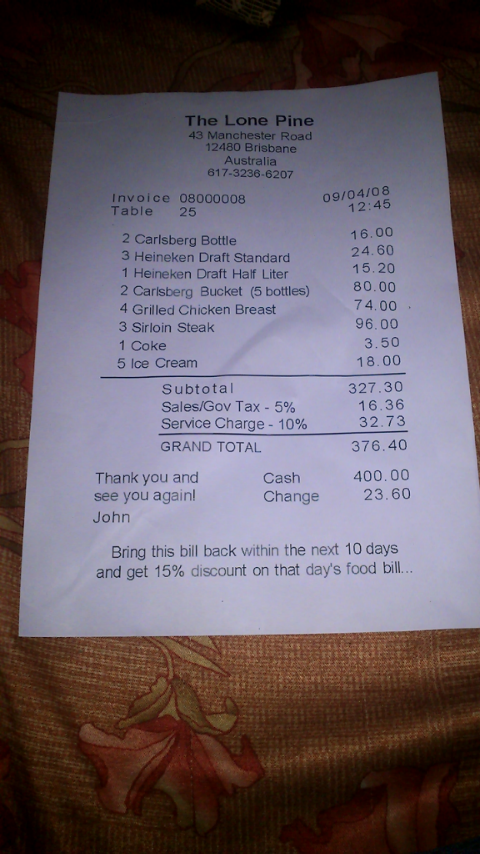 The Lone Pine
43 Manchester Road
12480 Brisbane
Australia
617-3236-6207
Invoice 08000008 09/04/08
Table 25 12:45
2 Carlsberg Bottle 16.00
3 Heineken Draft Standard 24.60
1 Heineken Draft Half Liter 15.20
2 Carlsberg Bucket (5 bottles) 80.00
4 Grilled Chicken Breast 74.00
3 Sirloin Steak 96.00
1 Coke 3.50
5 Ice Cream 18.00
Subtotal 327.30
Sales/Gov Tax - 5% 16.36
Service Charge - 10% 32.73
GRAND TOTAL 376.40
Thank you and Cash 400.00
see you again! Change 23.60
John
Bring this bill back within the next 10 days
and get 15% discount on that day's food bill...